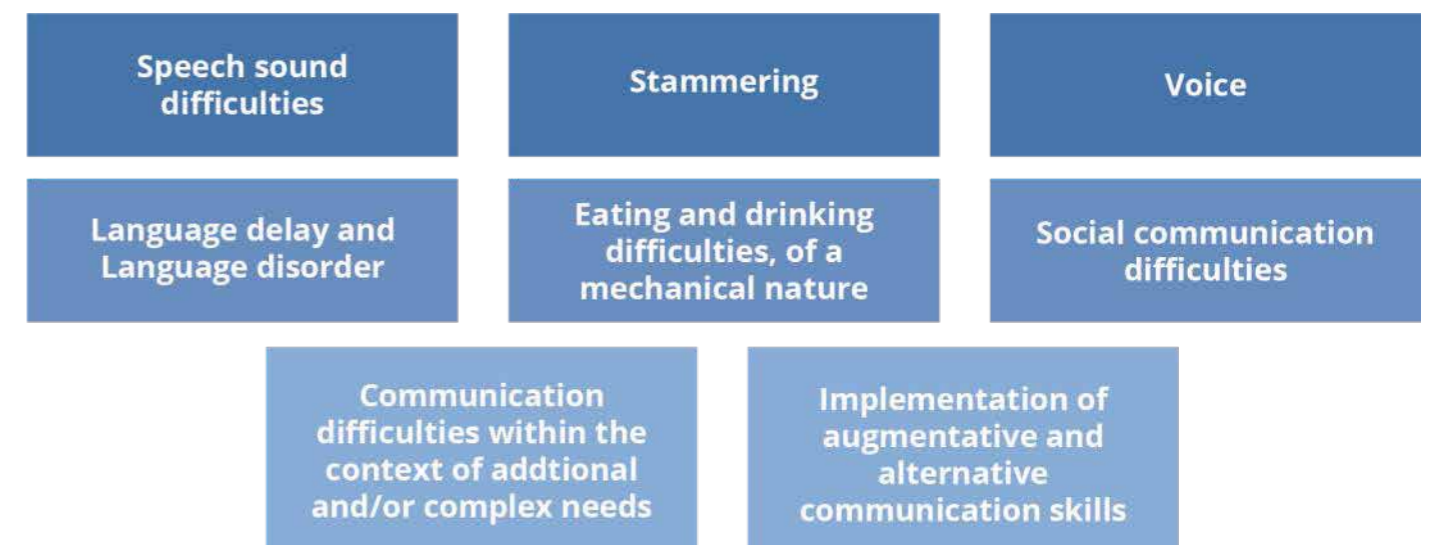 Speech sound
difficulties
Stammering
Voice
Language delay and
Language disorder
Eating and drinking
difficulties, of a
mechanical nature
Social communication
difficulties
Communication
difficulties within the
context of addtional
and/or complex needs
Implementation of
augmentative and
alternative
communication skills